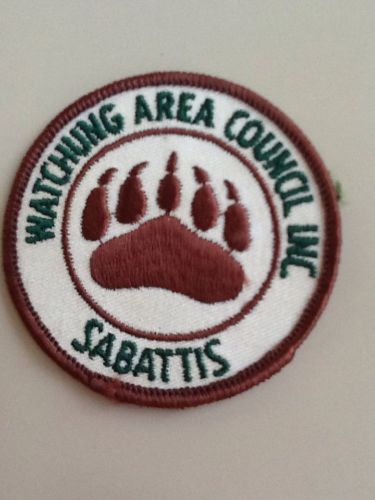 WATCHUNG AREA COUNCIL INC
SABATTIS